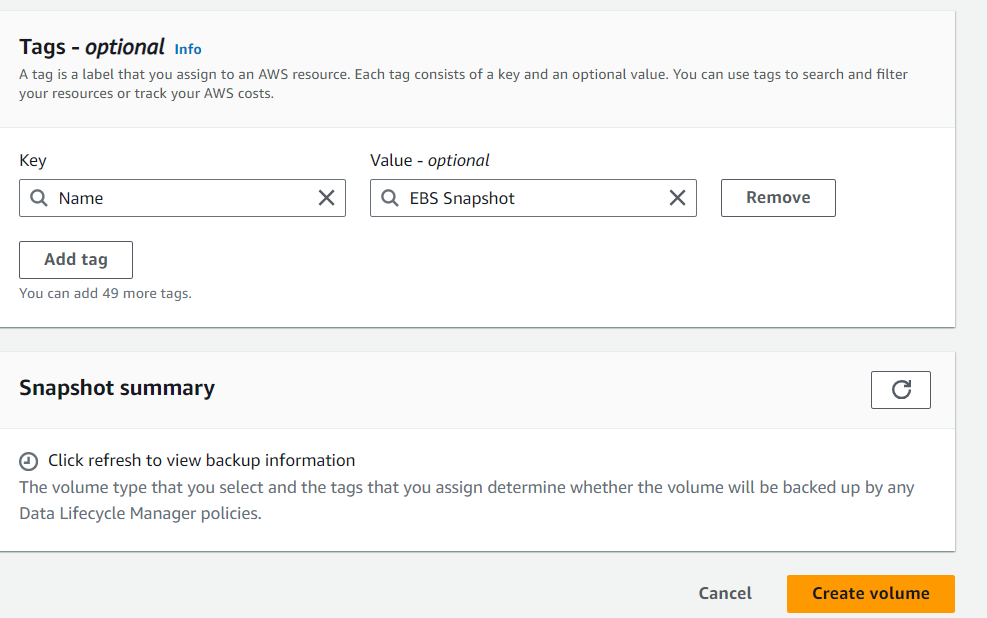 Tags - optional Info
A tag is a label that you assign to an AWS resource. Each tag consists of a key and an optional value. You can use tags to search and filter
your resources or track your AWS costs.
Key
Value - optional
Name
EBS Snapshot
Remove
Add tag
You can add 49 more tags.
Snapshot summary
Click refresh to view backup information
The volume type that you select and the tags that you assign determine whether the volume will be backed up by any
Data Lifecycle Manager policies.
Cancel
Create volume